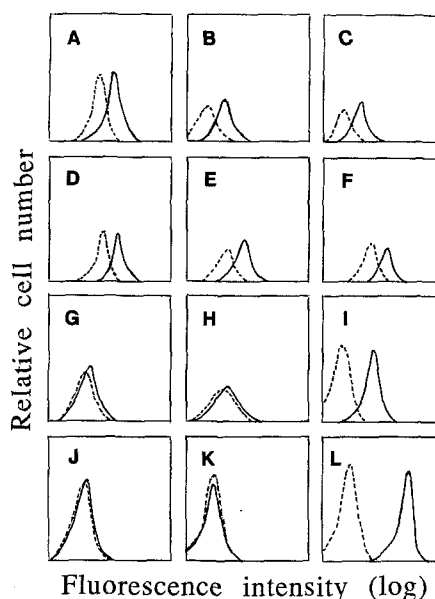 A
B
C
D
E
F
G
H
I
J
K
L
Relative cell number
Fluorescence intensity (log)